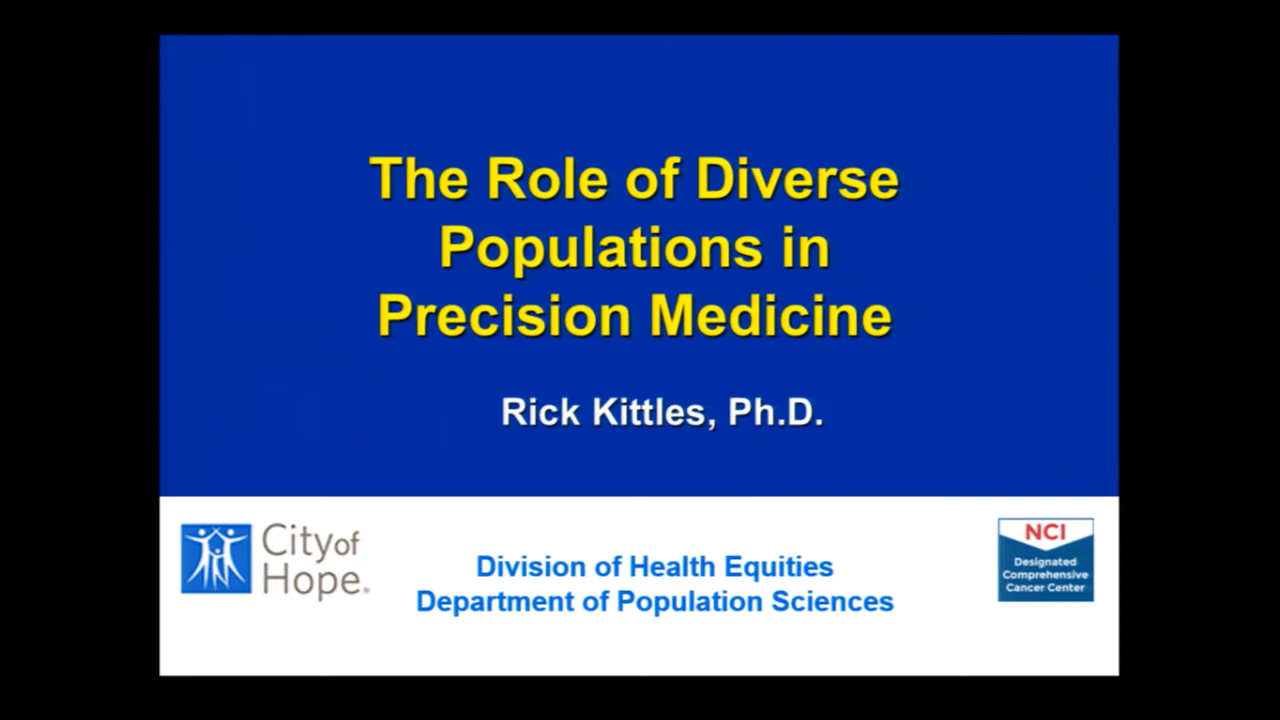 The Role of Diverse
Populations in
Precision Medicine
Rick Kittles, Ph.D.
City of
Hope®
Division of Health Equities
Department of Population Sciences
NCI
Designated
Comprehensive
Cancer Center